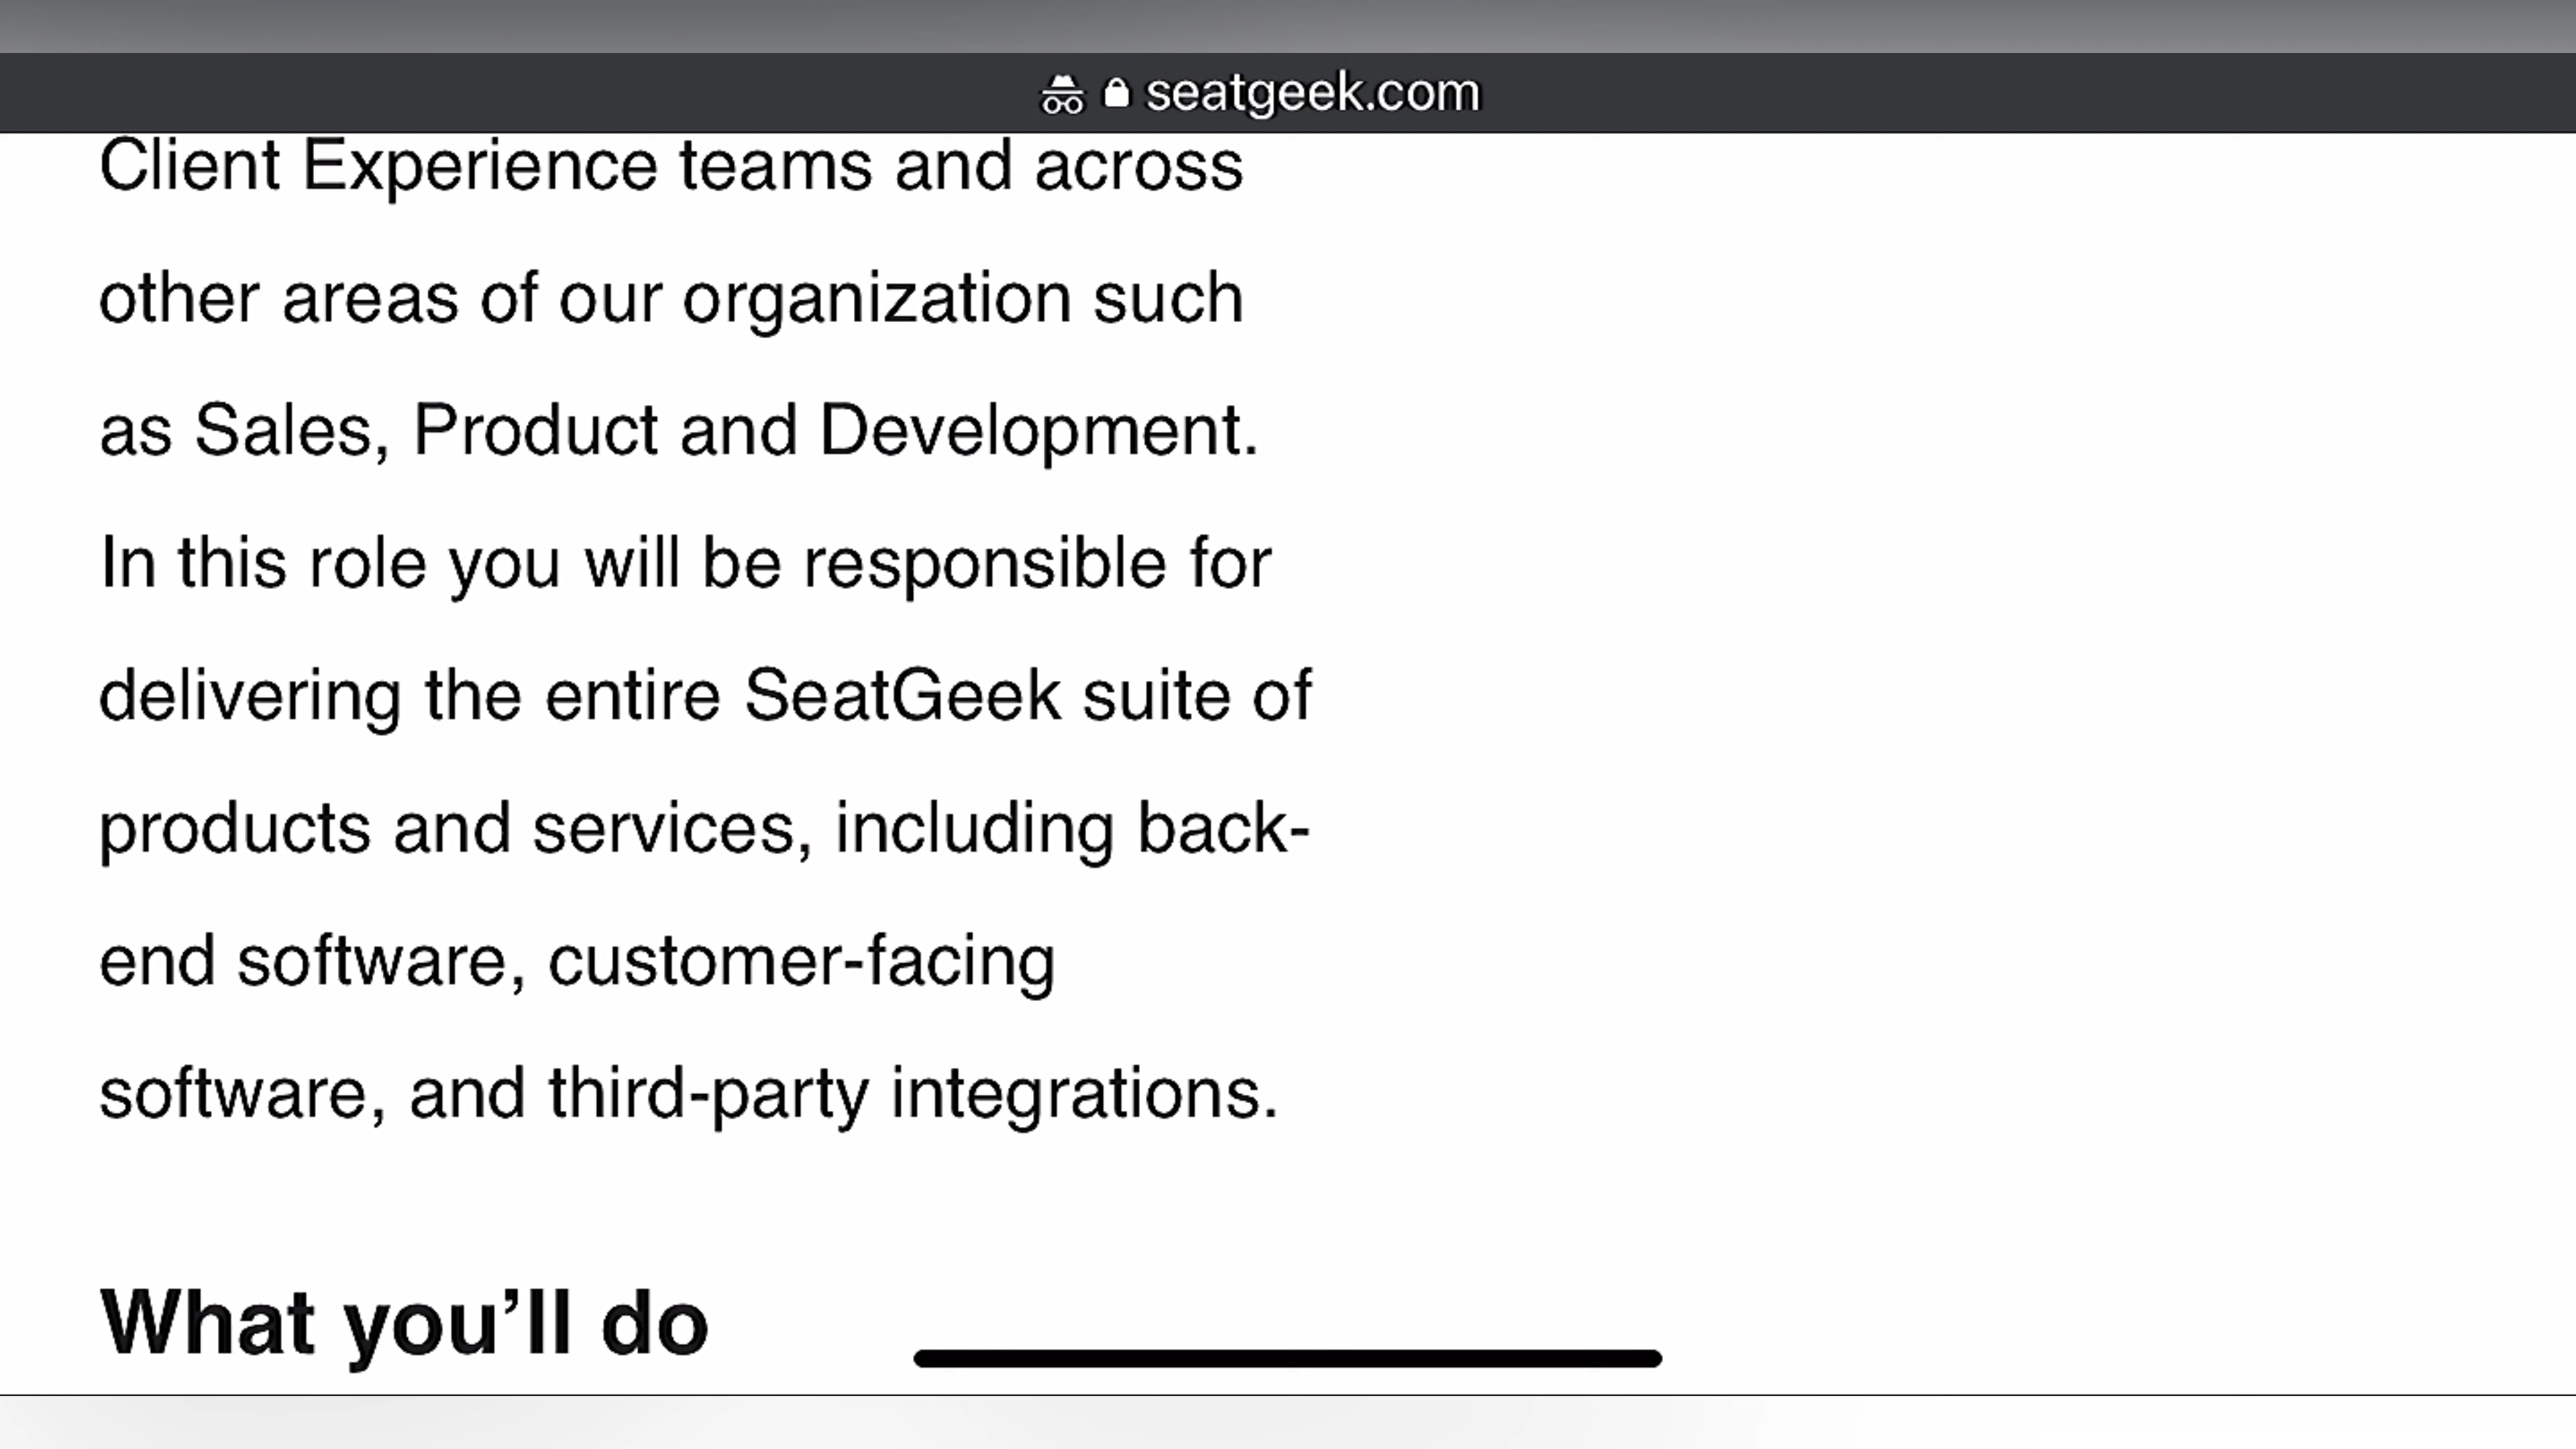 seatgeek.com
Client Experience teams and across
other areas of our organization such
as Sales, Product and Development.
In this role you will be responsible for
delivering the entire SeatGeek suite of
products and services, including back-
end software, customer-facing
software, and third-party integrations.
What you’ll do